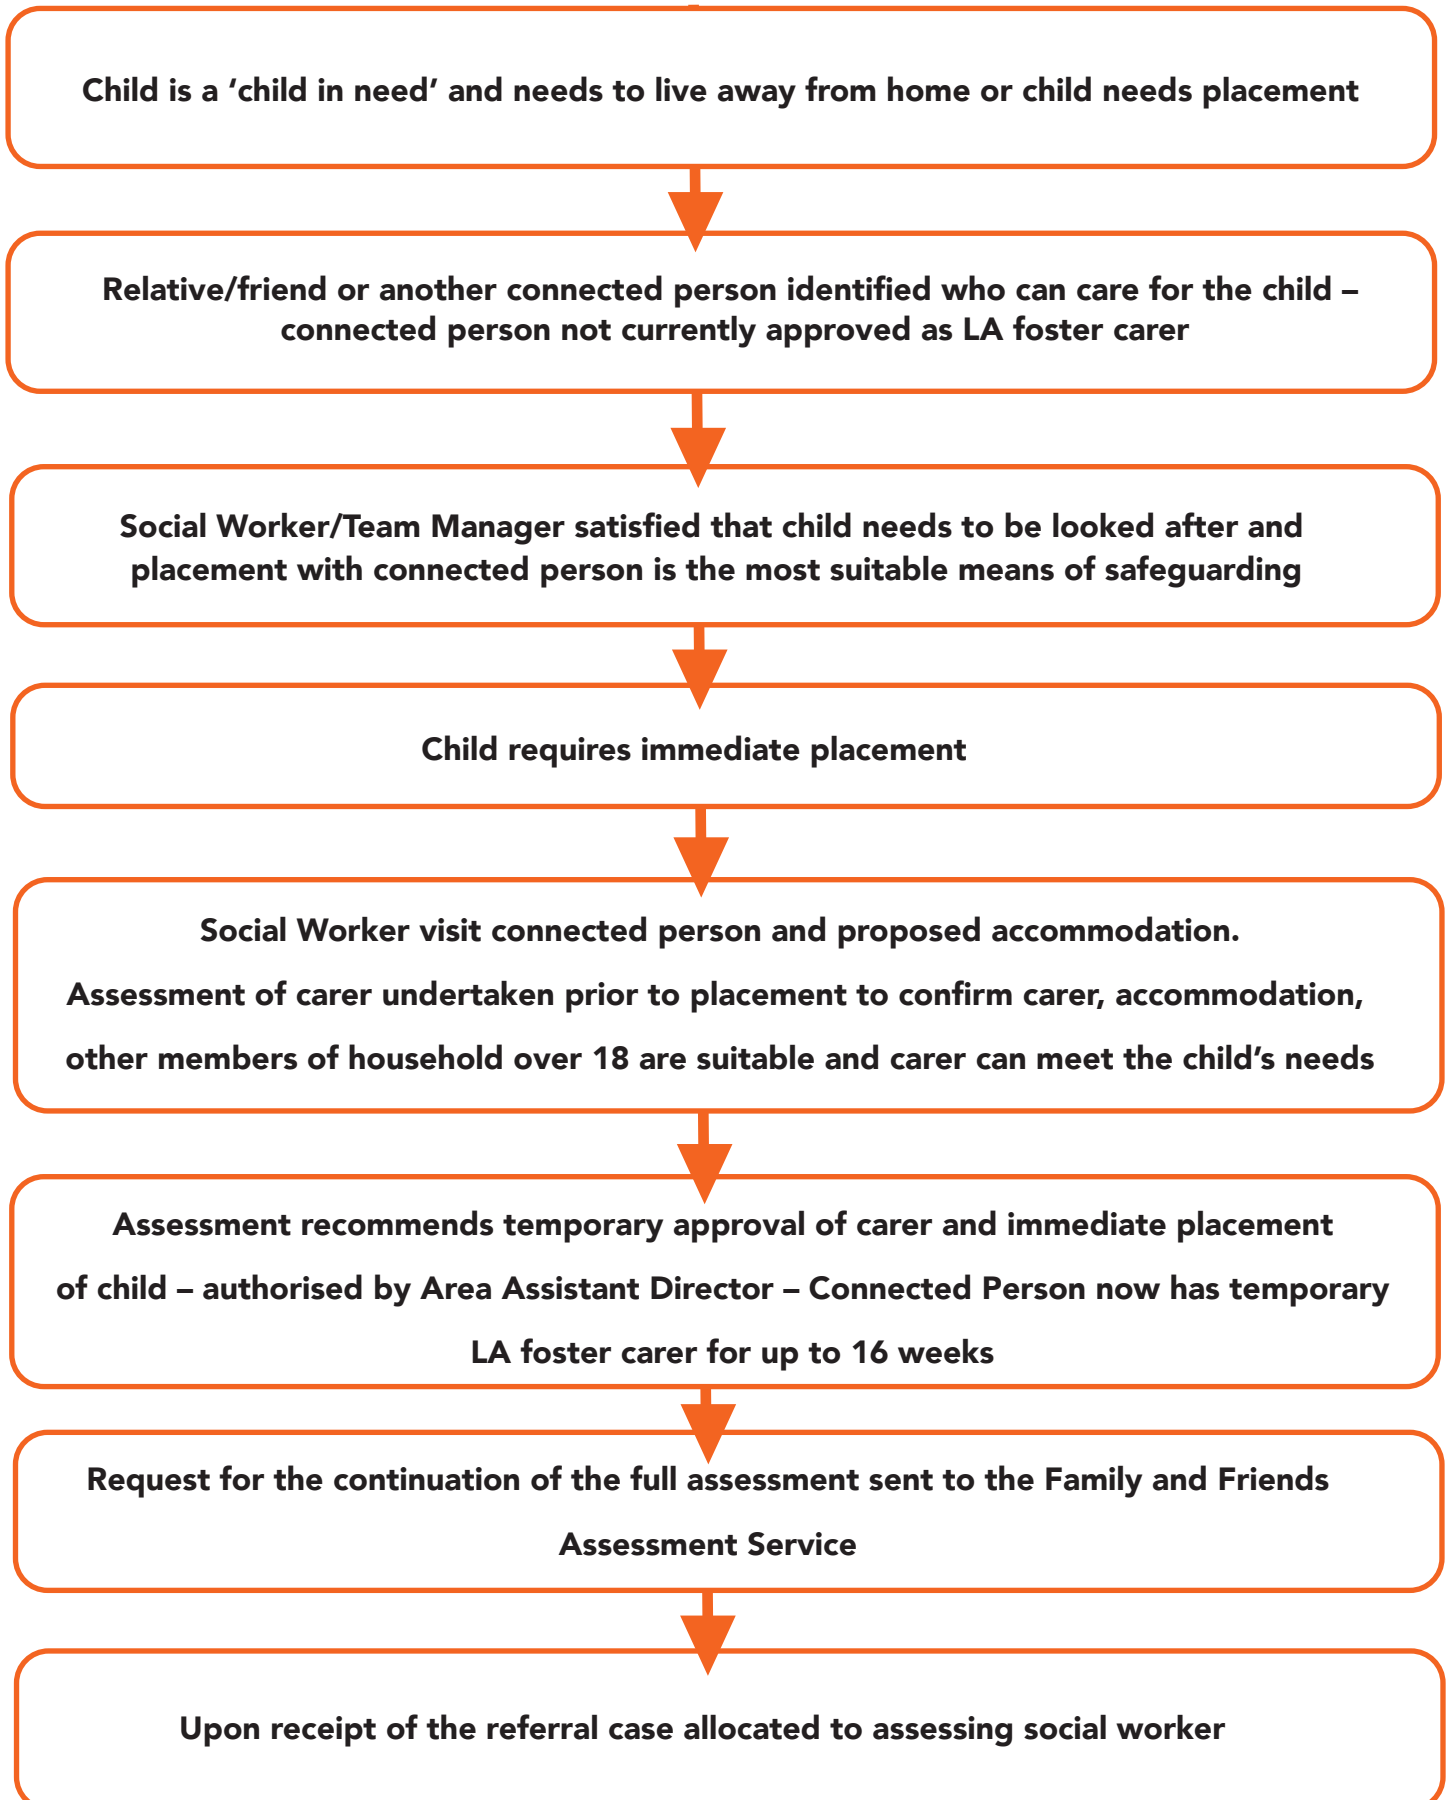 Child is a ‘child in need’ and needs to live away from home or child needs placement
Relative/friend or another connected person identified who can care for the child –
connected person not currently approved as LA foster carer
Social Worker/Team Manager satisfied that child needs to be looked after and
placement with connected person is the most suitable means of safeguarding
Child requires immediate placement
Social Worker visit connected person and proposed accommodation.
Assessment of carer undertaken prior to placement to confirm carer, accommodation,
other members of household over 18 are suitable and carer can meet the child’s needs
Assessment recommends temporary approval of carer and immediate placement
of child – authorised by Area Assistant Director – Connected Person now has temporary
LA foster carer for up to 16 weeks
Request for the continuation of the full assessment sent to the Family and Friends
Assessment Service
Upon receipt of the referral case allocated to assessing social worker